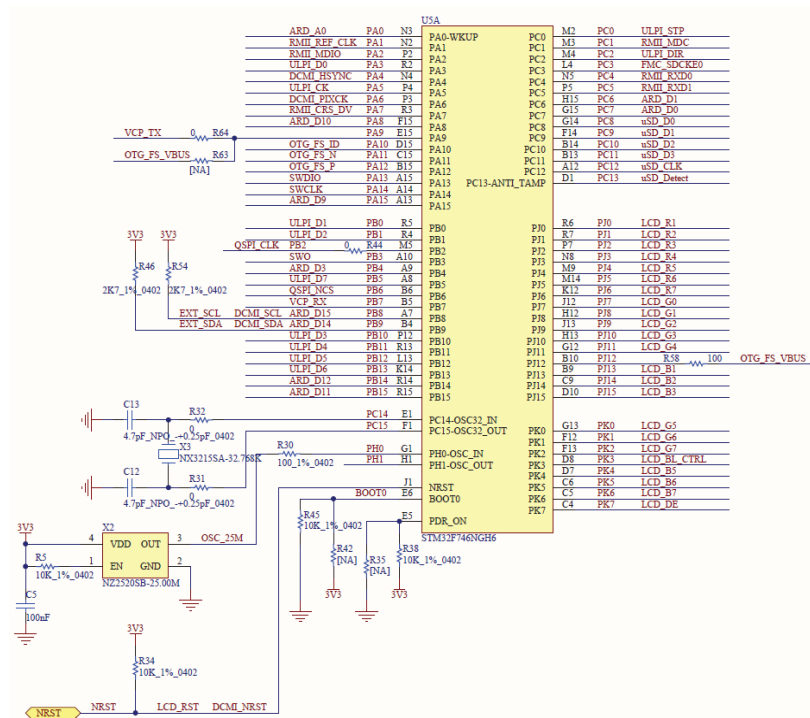 U5A
ARD_A0 PA0 N3 PA0-WKUP PC0 M2 PC0 ULPI_STP
RMII_REF_CLK PA1 N2 PA1 PC1 M3 PC1 RMII_MDC
RMII_MDIO PA2 P2 PA2 PC2 M4 PC2 ULPI_DIR
ULPI_D0 PA3 R2 PA3 PC3 L4 PC3 FMC_SDCKE0
DCMI_HSYNC PA4 N4 PA4 PC4 N5 PC4 RMII_RXD0
ULPI_CK PA5 P4 PA5 PC5 P5 PC5 RMII_RXD1
DCMI_PIXCK PA6 P3 PA6 PC6 H15 PC6 ARD_D1
RMII_CRS_DV PA7 R3 PA7 PC7 G15 PC7 ARD_D0
ARD_D10 PA8 F15 PA8 PC8 G14 PC8 uSD_D0
VCP_TX 0 R64 PA9 E15 PA9 PC9 F14 PC9 uSD_D1
OTG_FS_ID PA10 D15 PA10 PC10 B14 PC10 uSD_D2
OTG_FS_VBUS R63 [NA] OTG_FS_N PA11 C15 PA11 PC11 B13 PC11 uSD_D3
OTG_FS_P PA12 B15 PA12 PC12 A12 PC12 uSD_CLK
SWDIO PA13 A15 PA13 PC13-ANTI_TAMP D1 PC13 uSD_Detect
SWCLK PA14 A14 PA14
ARD_D9 PA15 A13 PA15
ULPI_D1 PB0 R5 PB0 PJ0 R6 PJ0 LCD_R1
ULPI_D2 PB1 R4 PB1 PJ1 R7 PJ1 LCD_R2
3V3 3V3 QSPI_CLK PB2 0 R44 M5 PB2 PJ2 P7 PJ2 LCD_R3
SWO PB3 A10 PB3 PJ3 N8 PJ3 LCD_R4
R46 R54 ARD_D3 PB4 A9 PB4 PJ4 M9 PJ4 LCD_R5
ULPI_D7 PB5 A8 PB5 PJ5 M14 PJ5 LCD_R6
2K7_1%_0402 2K7_1%_0402 QSPI_NCS PB6 B6 PB6 PJ6 K12 PJ6 LCD_R7
VCP_RX PB7 B5 PB7 PJ7 J12 PJ7 LCD_G0
EXT_SCL DCMI_SCL ARD_D15 PB8 A7 PB8 PJ8 H12 PJ8 LCD_G1
EXT_SDA DCMI_SDA ARD_D14 PB9 B4 PB9 PJ9 J13 PJ9 LCD_G2
ULPI_D3 PB10 P12 PB10 PJ10 H13 PJ10 LCD_G3
ULPI_D4 PB11 R13 PB11 PJ11 G12 PJ11 LCD_G4
ULPI_D5 PB12 L13 PB12 PJ12 B10 PJ12 R58 100 OTG_FS_VBUS
ULPI_D6 PB13 K14 PB13 PJ13 B9 PJ13 LCD_B1
ARD_D12 PB14 R14 PB14 PJ14 C9 PJ14 LCD_B2
ARD_D11 PB15 R15 PB15 PJ15 D10 PJ15 LCD_B3
C13 R32 PC14 E1 PC14-OSC32_IN
4.7pF_NPO_-+0.25pF_0402 0 PC15 F1 PC15-OSC32_OUT PK0 G13 PK0 LCD_G5
PK1 F12 PK1 LCD_G6
X3 R30 PH0 G1 PH0-OSC_IN PK2 F13 PK2 LCD_G7
NX3215SA-32.768K 100_1%_0402 PH1 H1 PH1-OSC_OUT PK3 D8 PK3 LCD_BL_CTRL
C12 R31 PK4 D7 PK4 LCD_B5
4.7pF_NPO_-+0.25pF_0402 0 J1 NRST PK5 C6 PK5 LCD_B6
BOOT0 E6 BOOT0 PK6 C5 PK6 LCD_B7
PK7 C4 PK7 LCD_DE
R45
10K_1%_0402
E5 PDR_ON
STM32F746NGH6
3V3 X2
4 VDD OUT 3 OSC_25M
R42 [NA] R35 [NA] R38 10K_1%_0402
R5 1 EN GND 2
10K_1%_0402
NZ2520SB-25.00M
3V3 3V3
C5
100nF
3V3
R34
10K_1%_0402
NRST NRST LCD_RST DCMI_NRST